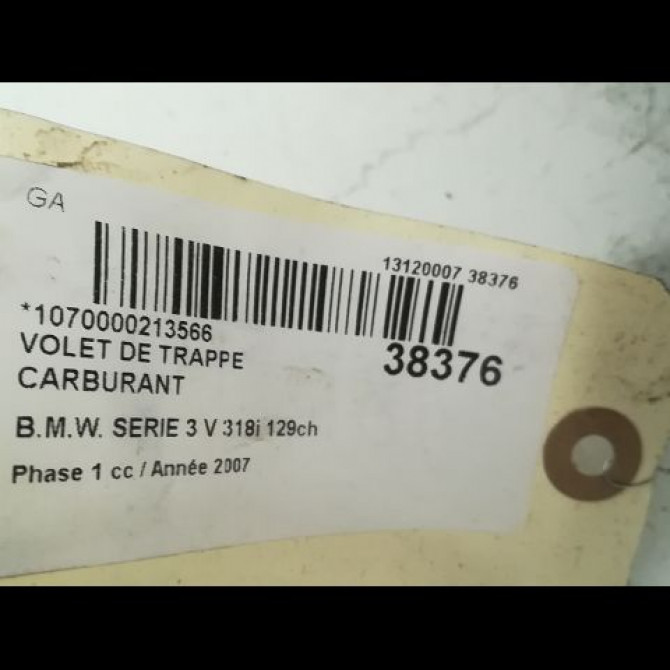 GA
13120007 38376
*1070000213566
38376
VOLET DE TRAPPE
CARBURANT
B.M.W. SERIE 3 V 318i 129ch
Phase 1 cc / Année 2007